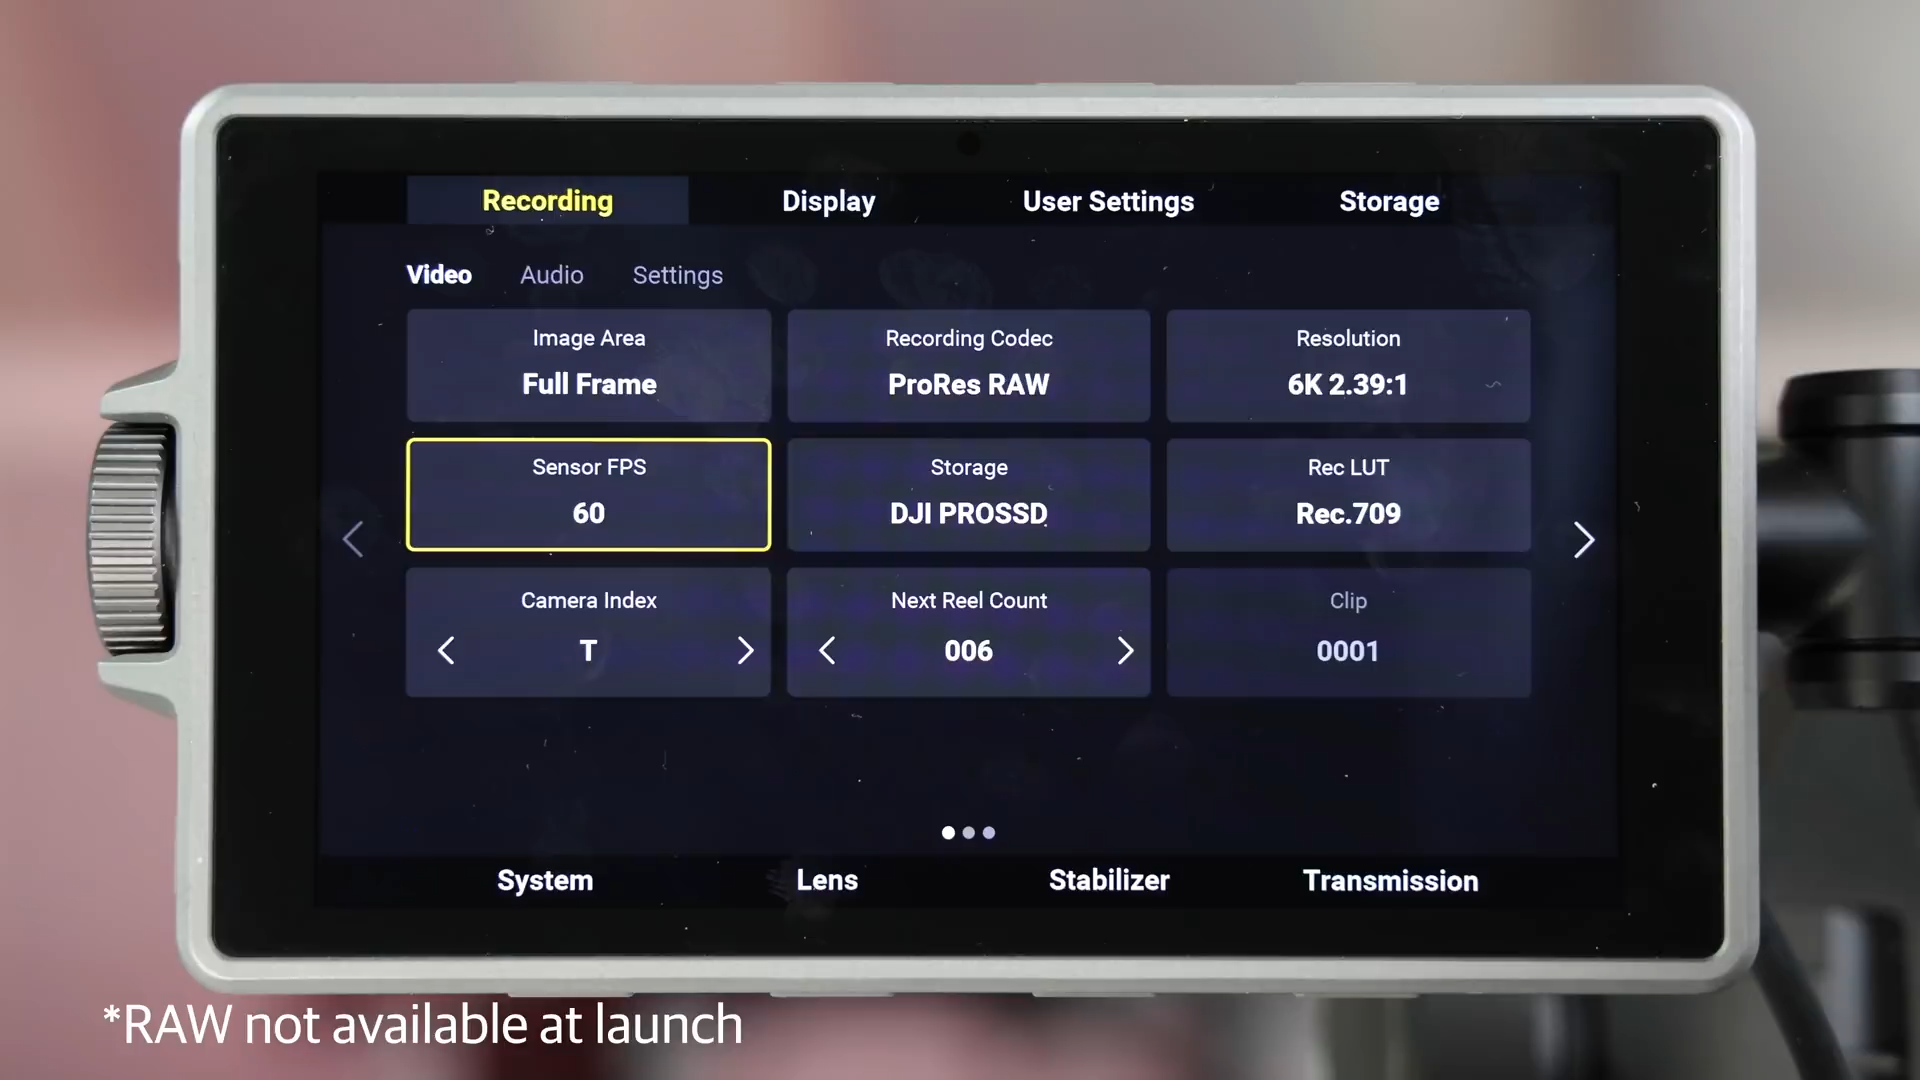 Recording Display User Settings Storage
Video Audio Settings
Image Area Recording Codec Resolution
Full Frame ProRes RAW 6K 2.39:1
Sensor FPS Storage Rec LUT
60 DJI PROSSD Rec.709
Camera Index Next Reel Count Clip
T 006 0001
System Lens Stabilizer Transmission
*RAW not available at launch